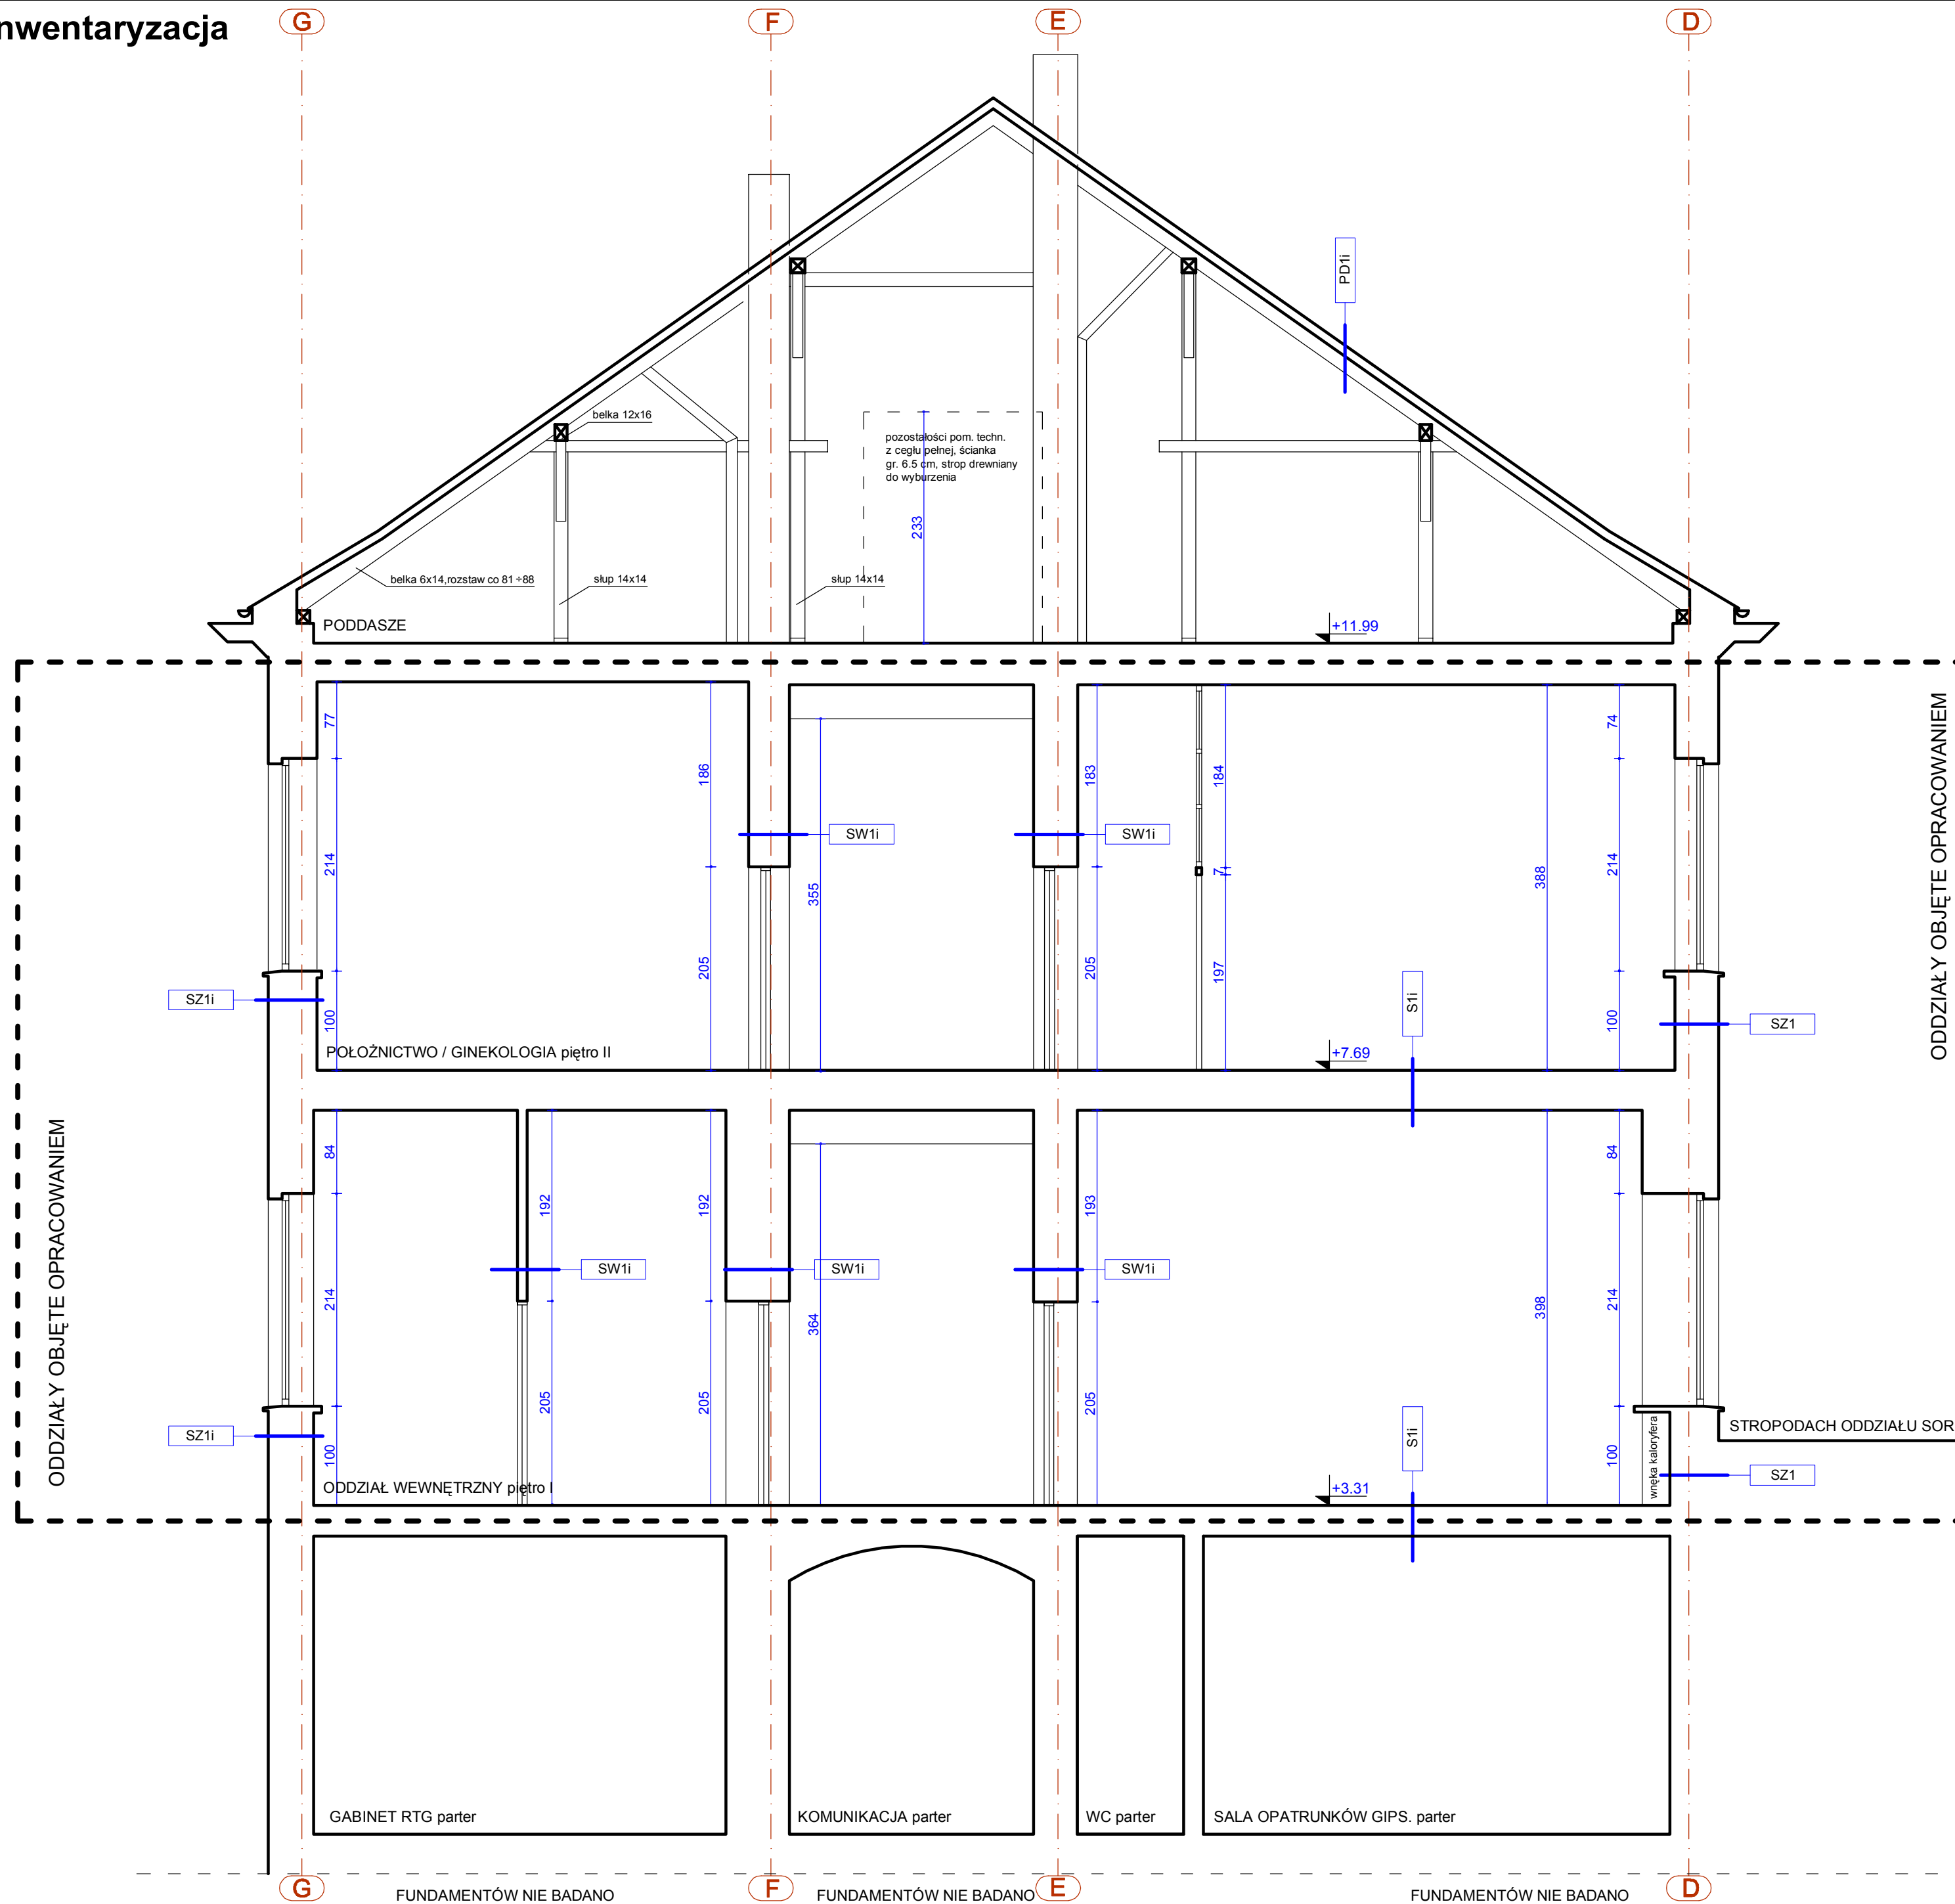 nwentaryzacja
G
F
E
D
PD1i
belka 12x16
pozostałości pom. techn.
z cegłu pełnej, ścianka
gr. 6.5 cm, strop drewniany
do wyburzenia
233
belka 6x14,rozstaw co 81 ÷88
słup 14x14
słup 14x14
PODDASZE
+11.99
77
186
183
184
74
ODDZIAŁY OBJĘTE OPRACOWANIEM
SW1i
SW1i
214
355
7
388
214
205
205
197
SZ1i
S1i
100
100
SZ1
POŁOŻNICTWO / GINEKOLOGIA piętro II
+7.69
ODDZIAŁY OBJĘTE OPRACOWANIEM
84
192
192
193
84
SW1i
SW1i
SW1i
214
364
398
214
205
205
205
SZ1i
S1i
wnęka kaloryfera
STROPODACH ODDZIAŁU SOR
100
100
SZ1
ODDZIAŁ WEWNĘTRZNY piętro I
+3.31
GABINET RTG parter
KOMUNIKACJA parter
WC parter
SALA OPATRUNKÓW GIPS. parter
G
F
E
D
FUNDAMENTÓW NIE BADANO
FUNDAMENTÓW NIE BADANO
FUNDAMENTÓW NIE BADANO